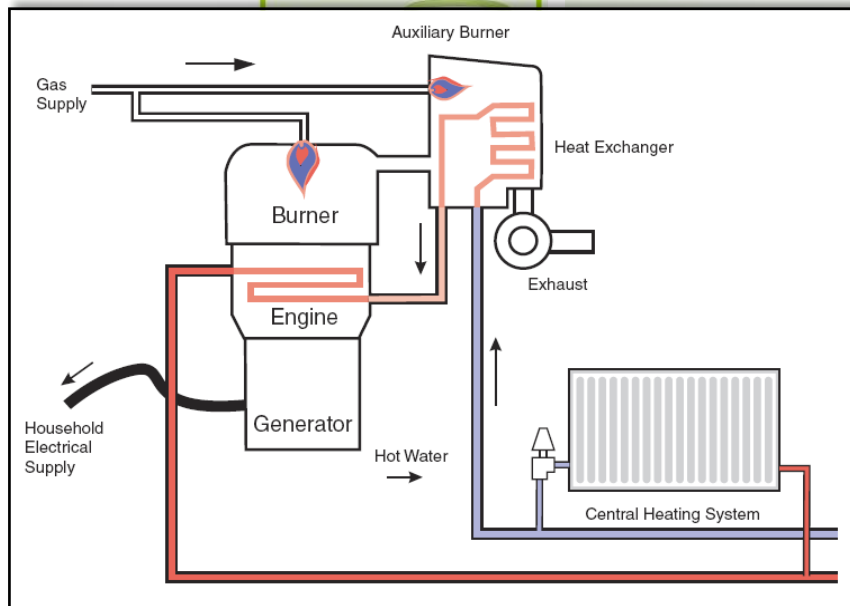 Auxiliary Burner
Gas
Supply
Heat Exchanger
Burner
Exhaust
Engine
Generator
Household
Electrical
Supply
Hot Water
Central Heating System